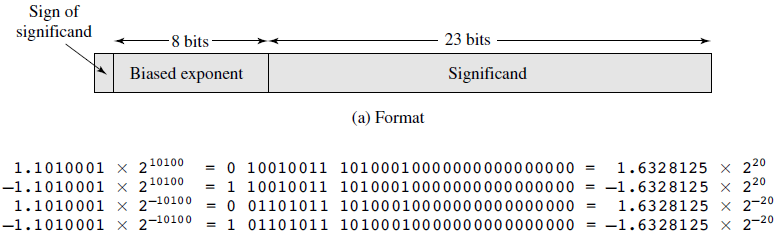 Sign of
significand
8 bits
23 bits
Biased exponent
Significand
(a) Format
1.1010001 × 2^10100 = 0 10010011 10100010000000000000000 = 1.6328125 × 2^20
−1.1010001 × 2^10100 = 1 10010011 10100010000000000000000 = −1.6328125 × 2^20
1.1010001 × 2^−10100 = 0 01101011 10100010000000000000000 = 1.6328125 × 2^−20
−1.1010001 × 2^−10100 = 1 01101011 10100010000000000000000 = −1.6328125 × 2^−20